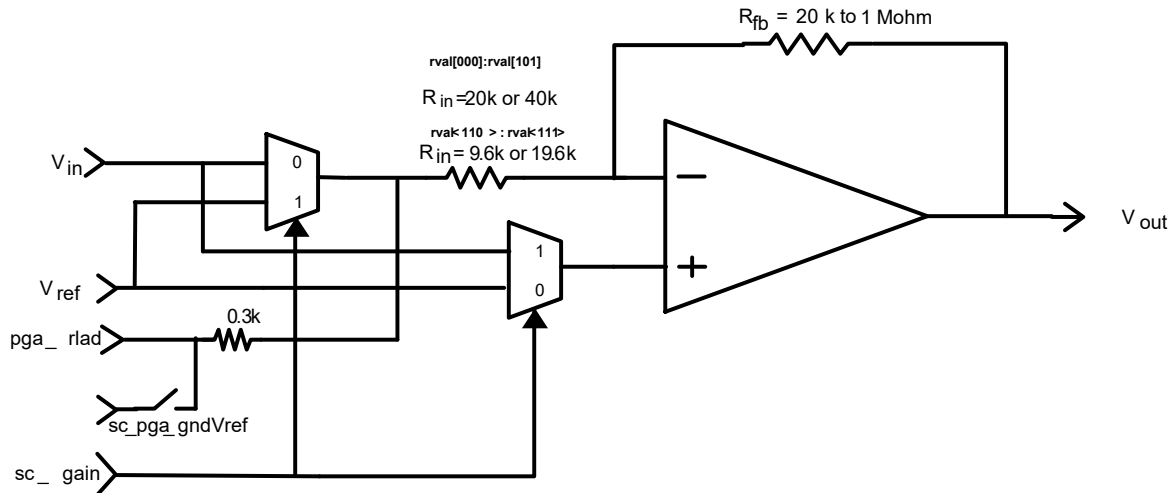 R fb = 20 k to 1 Mohm
rval[000]:rval[101]
R in =20k or 40k
rval<110 > : rval<111>
R in = 9.6k or 19.6k
V in
0
1
V ref
1
0
V out
0.3k
pga_ rlad
sc_pga_gndVref
sc_ gain